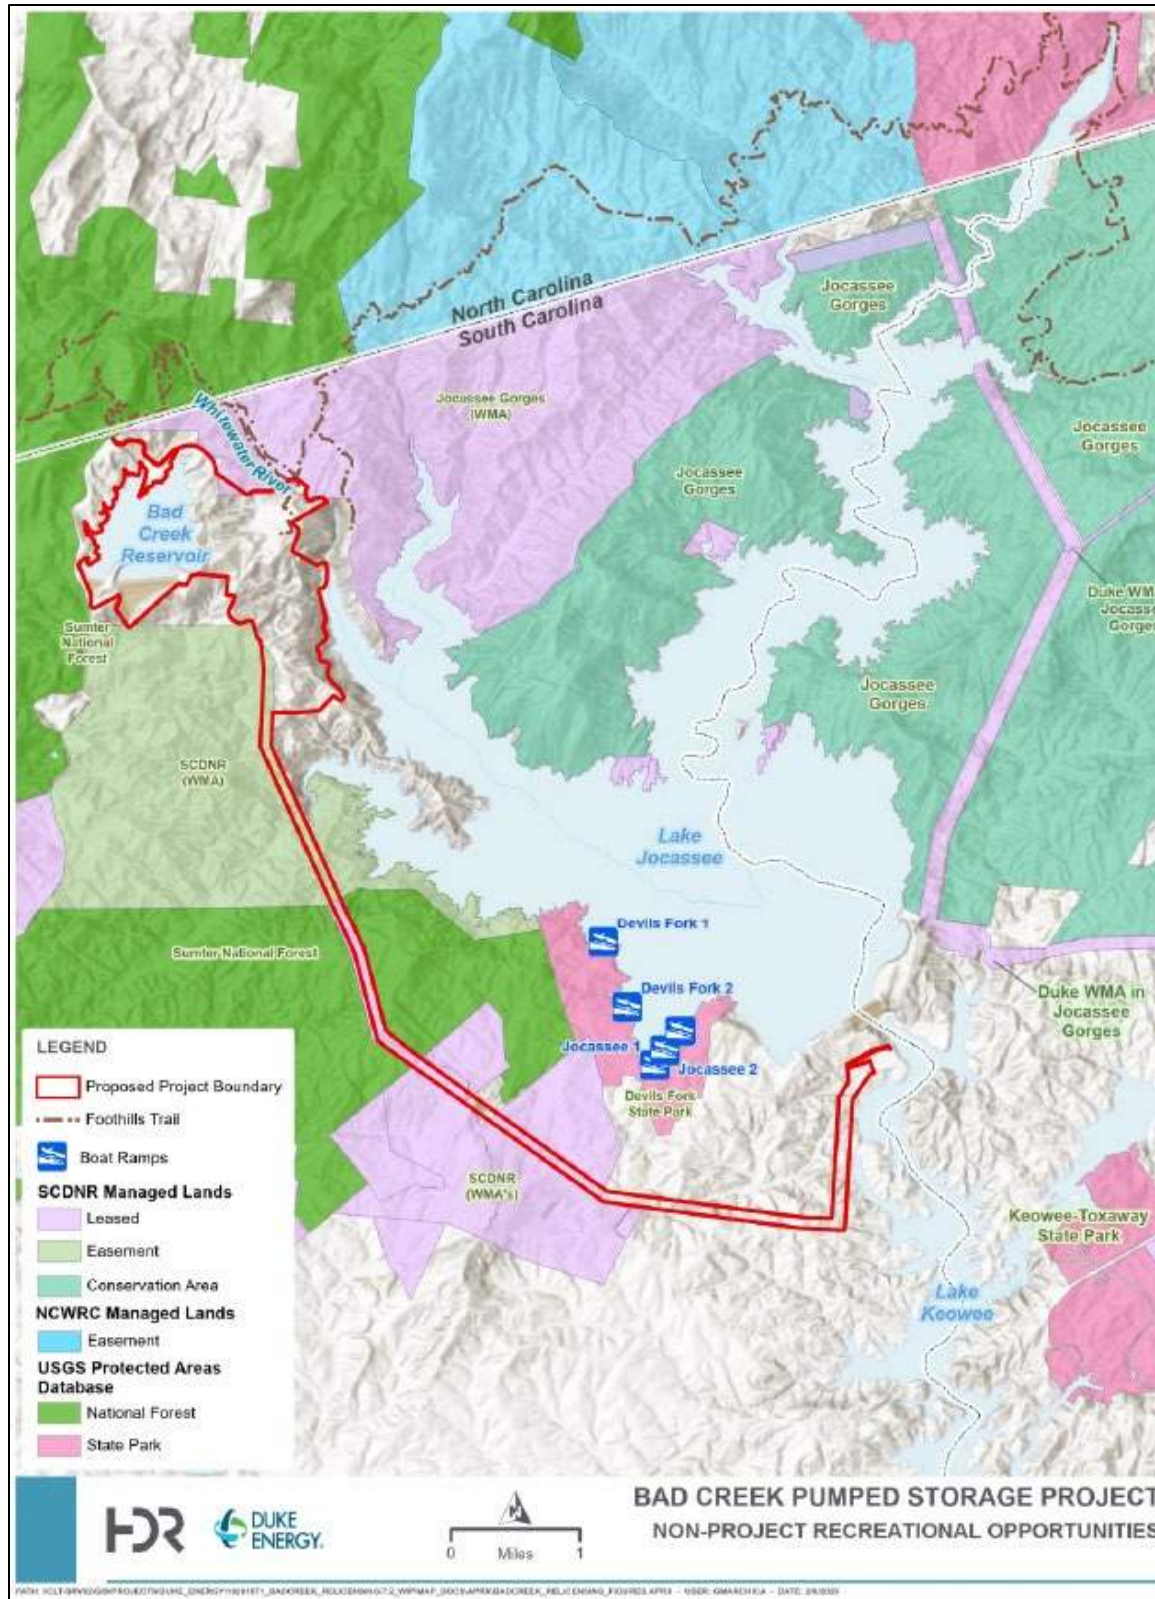 North Carolina
South Carolina
Jocassee
Gorges
Jocassee Gorges
(WMA)
Whitewater River
Jocassee
Gorges
Jocassee
Gorges
Bad
Creek
Reservoir
Duke WM
Jocasse
Gorge
Sumter
National
Forest
Jocassee
Gorges
SCDNR
(WMA)
Lake
Jocassee
Devils Fork 1
Sumter National Forest
Devils Fork 2
Duke WMA in
Jocassee
Gorges
Jocassee 1
Jocassee 2
Devils Fork
State Park
SCDNR
(WMA's)
Keowee-Toxaway
State Park
Lake
Keowee
LEGEND
Proposed Project Boundary
Foothills Trail
Boat Ramps
SCDNR Managed Lands
Leased
Easement
Conservation Area
NCWRC Managed Lands
Easement
USGS Protected Areas
Database
National Forest
State Park
HDR
DUKE
ENERGY.
N
0 Miles 1
BAD CREEK PUMPED STORAGE PROJECT
NON-PROJECT RECREATIONAL OPPORTUNITIES